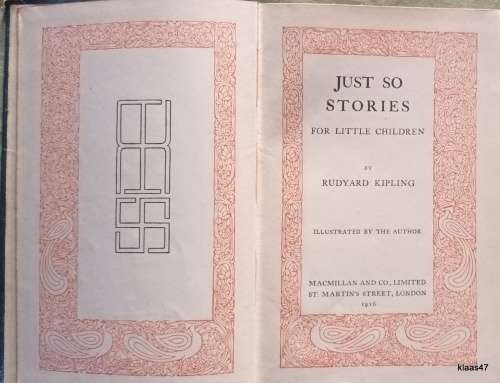 JUST SO
STORIES
FOR LITTLE CHILDREN
BY
RUDYARD KIPLING
ILLUSTRATED BY THE AUTHOR
MACMILLAN AND CO., LIMITED
ST. MARTIN'S STREET, LONDON
1916
klaas47